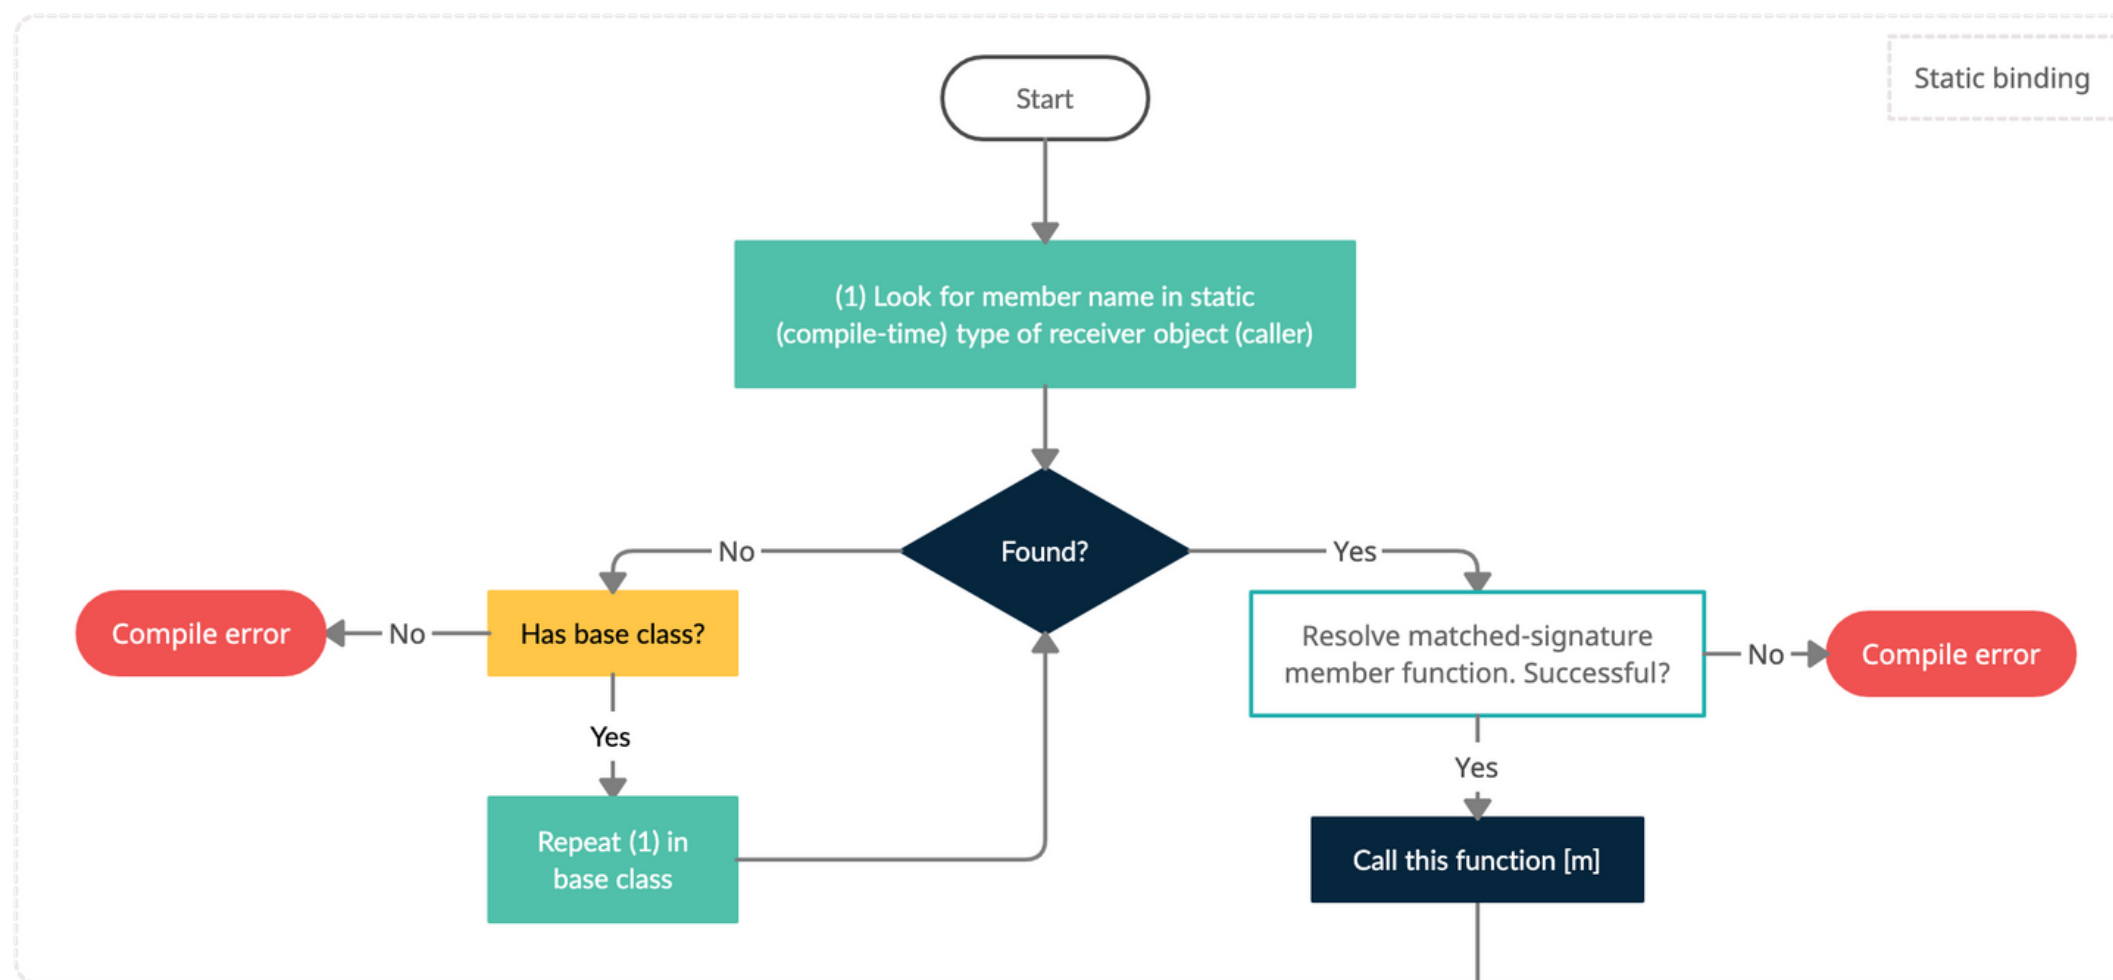 Static binding
Start
(1) Look for member name in static
(compile-time) type of receiver object (caller)
Found?
No
Yes
Has base class?
No
Compile error
Resolve matched-signature
member function. Successful?
No
Compile error
Yes
Yes
Repeat (1) in
base class
Call this function [m]